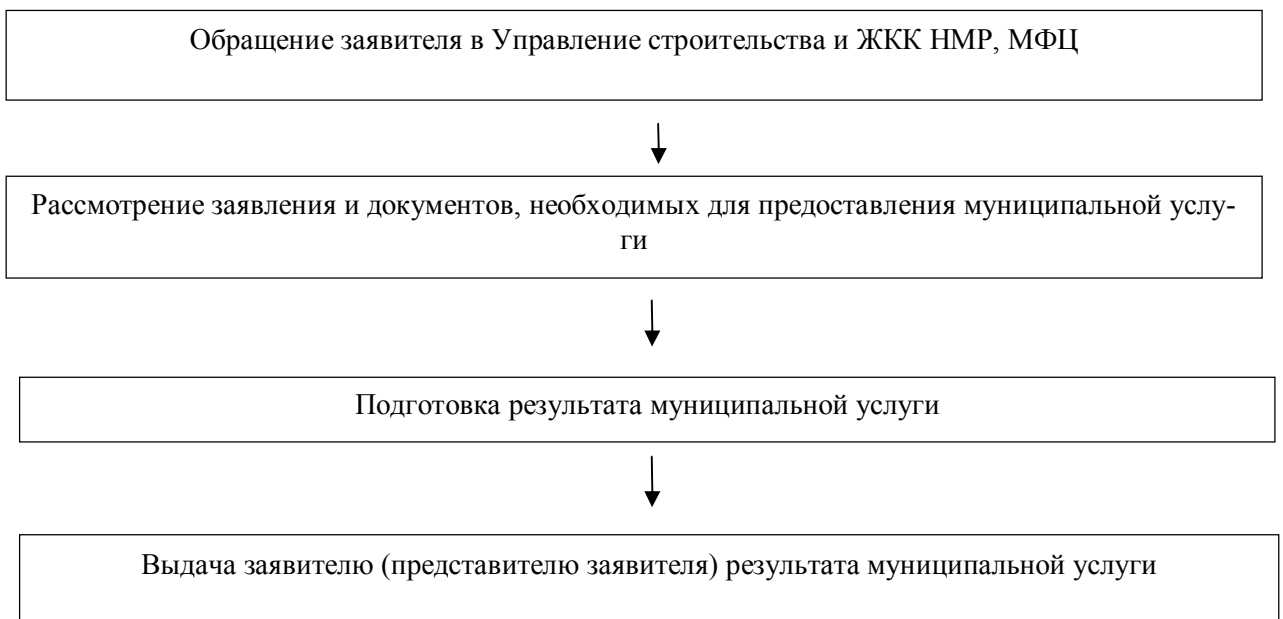 Обращение заявителя в Управление строительства и ЖКК НМР, МФЦ
Рассмотрение заявления и документов, необходимых для предоставления муниципальной услу-
ги
Подготовка результата муниципальной услуги
Выдача заявителю (представителю заявителя) результата муниципальной услуги